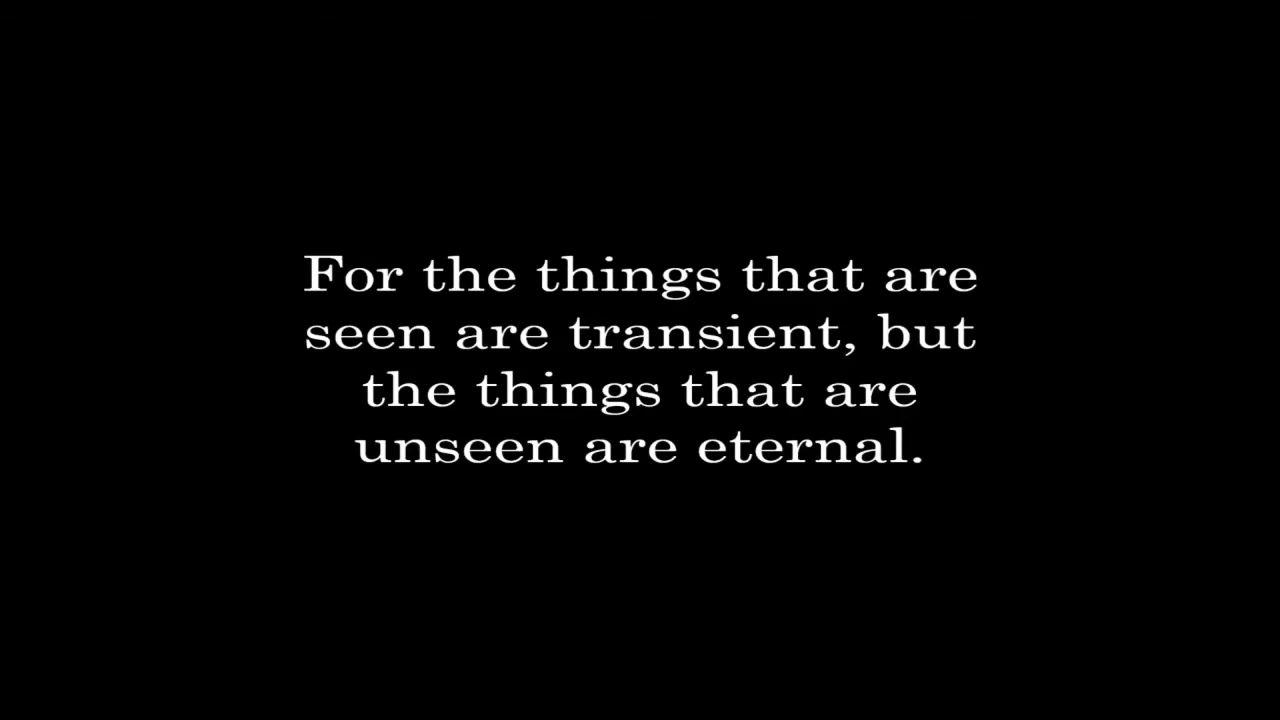 For the things that are
seen are transient, but
the things that are
unseen are eternal.